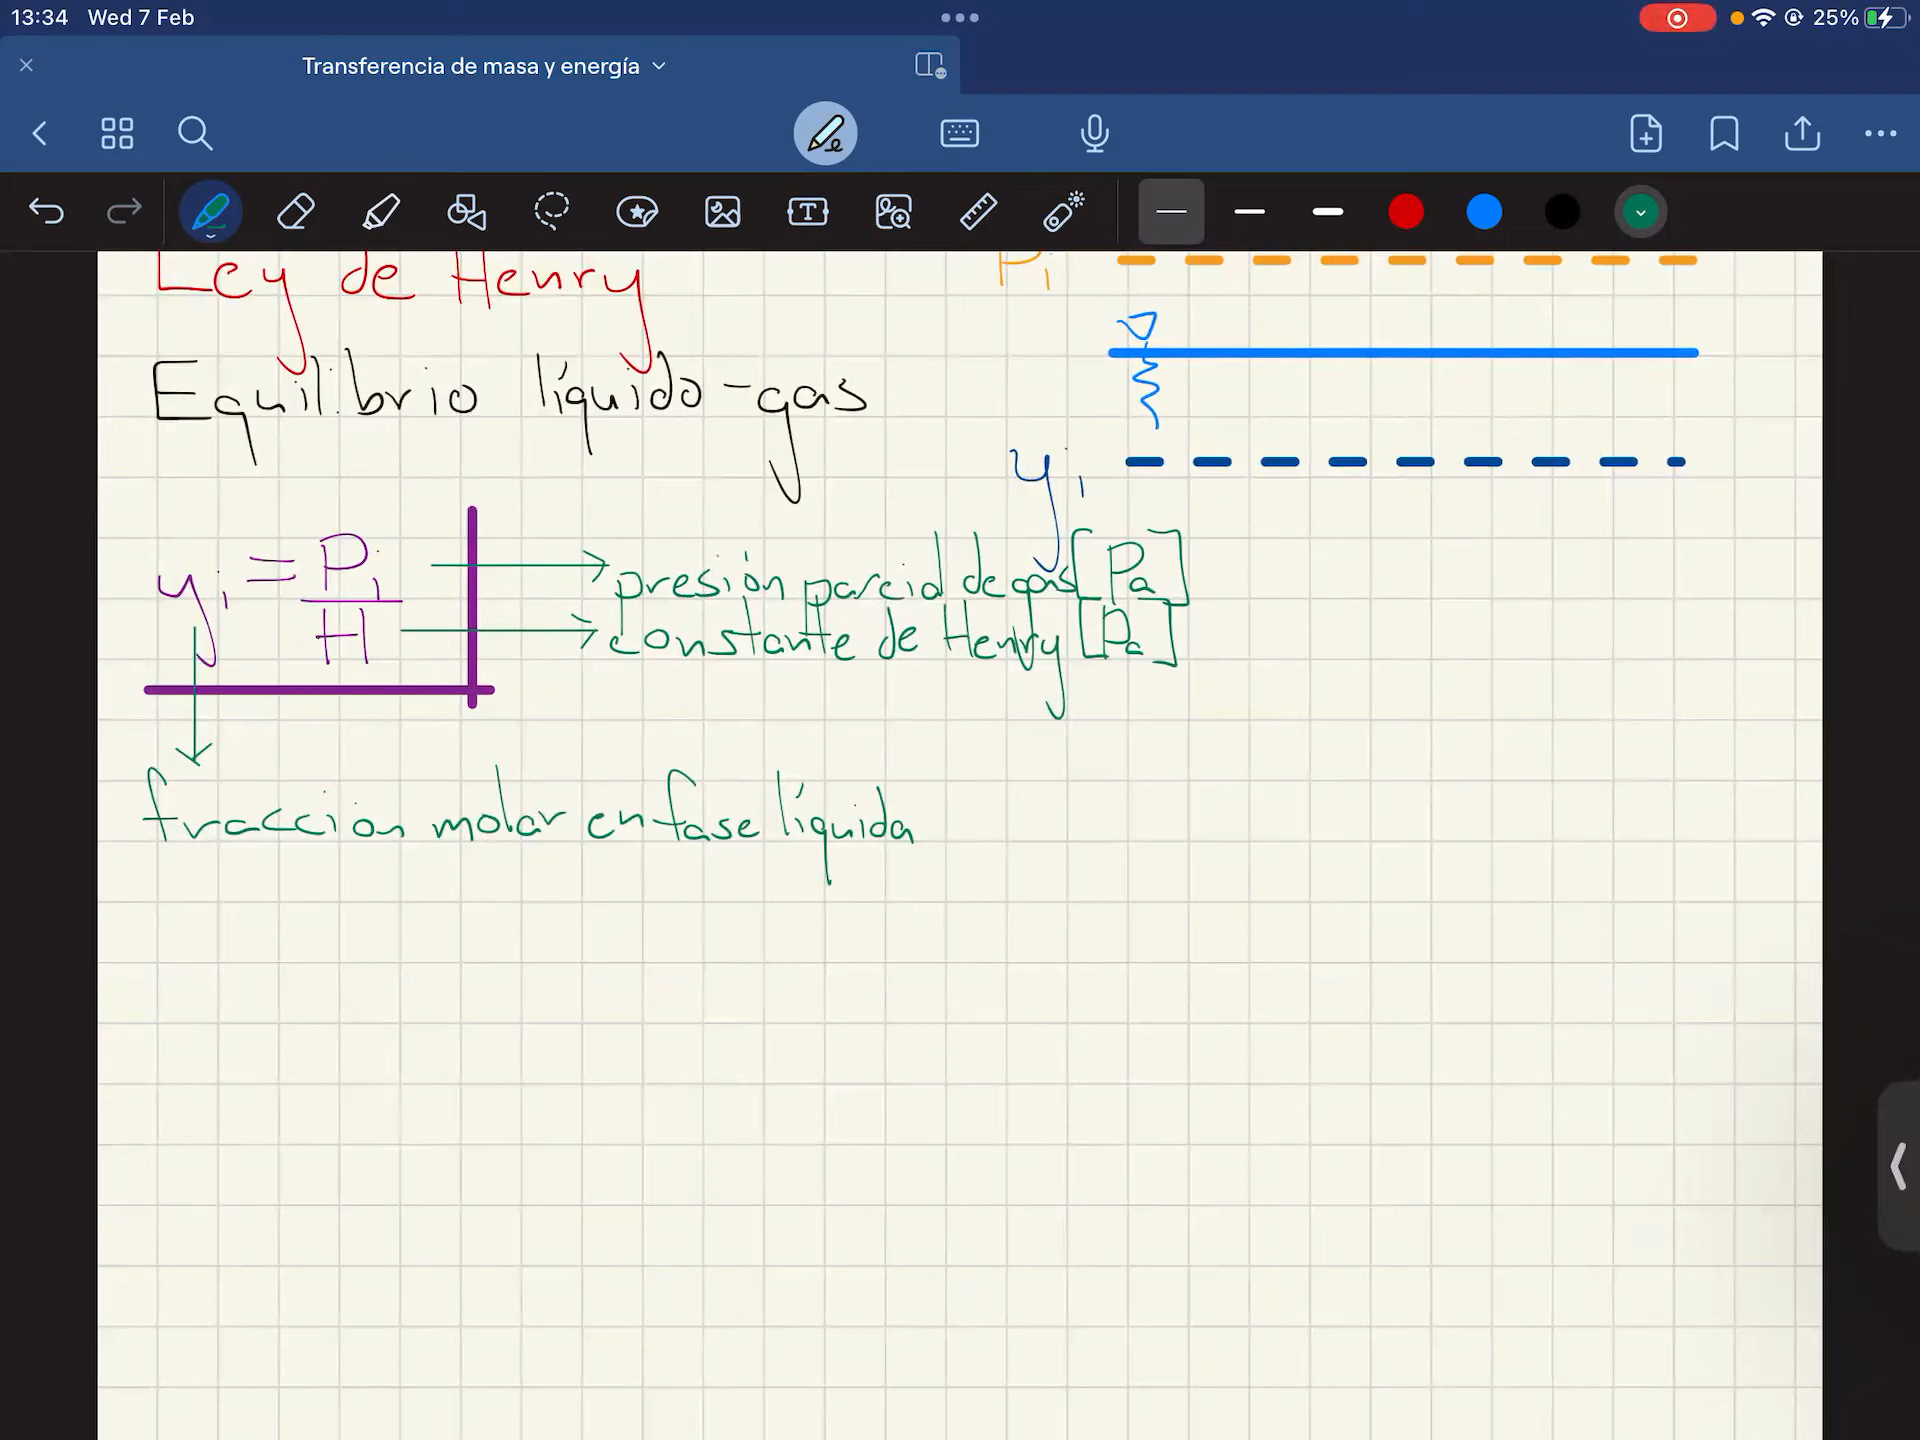 13:34 Wed 7 Feb
25%
Transferencia de masa y energía
Ley de Henry
Pi
Equilibrio líquido-gas
yi
yi = Pi
H
presión parcial de gas [Pa]
constante de Henry [Pa]
fraccion molar en fase líquida